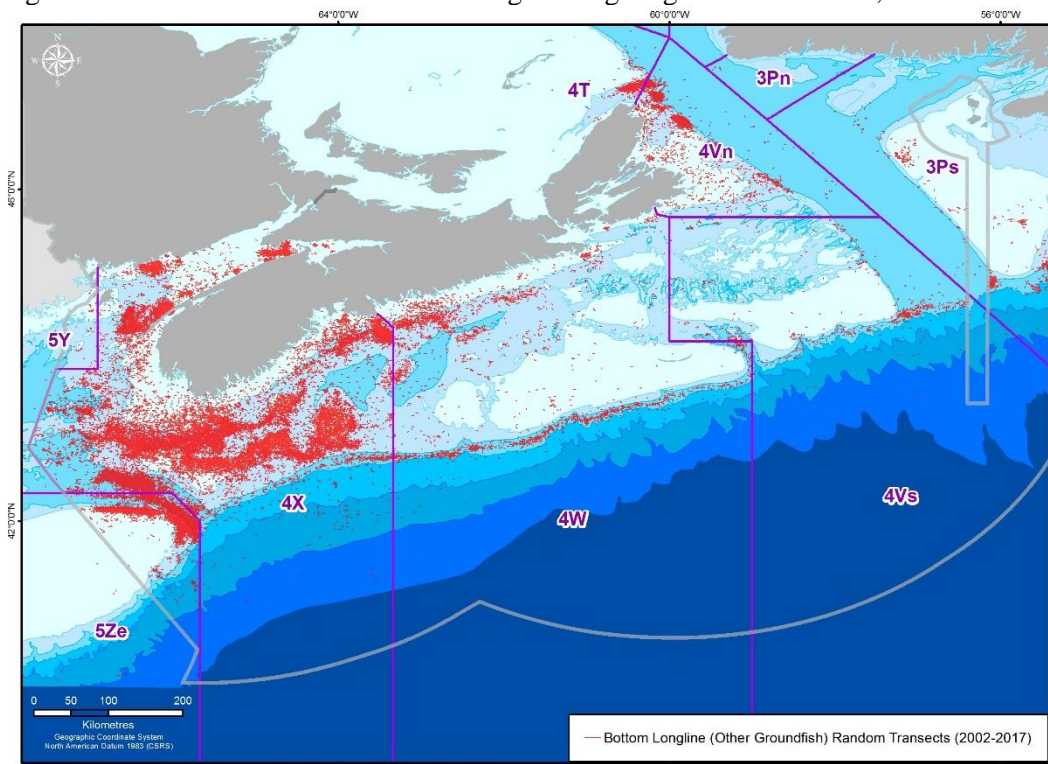 64°0'0"W 60°0'0"W 56°0'0"W
N
W E
S
3Pn
4T
4Vn
3Ps
46°0'0"N
5Y
4X
4W
4Vs
42°0'0"N
5Ze
0 50 100 200
Kilometres
Geographic Coordinate System
North American Datum 1983 (CSRS)
Bottom Longline (Other Groundfish) Random Transects (2002-2017)